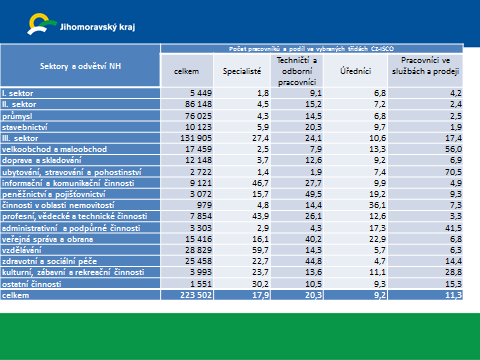 Jihomoravský kraj
Sektory a odvětví NH
Počet pracovníků a podíl ve vybraných třídách CZ-ISCO
celkem Specialisté Techničtí a odborní pracovníci Úředníci Pracovníci ve službách a prodeji
I. sektor 5 449 1,8 9,1 6,8 4,2
II. sektor 86 148 4,5 15,2 7,2 2,4
průmysl 76 025 4,3 14,5 6,8 2,5
stavebnictví 10 123 5,9 20,3 9,7 1,9
III. sektor 131 905 27,4 24,1 10,6 17,4
velkoobchod a maloobchod 17 459 2,5 7,9 13,3 56,0
doprava a skladování 12 148 3,7 12,6 9,2 6,9
ubytování, stravování a pohostinství 2 722 1,4 1,9 7,4 70,5
informační a komunikační činnosti 9 121 46,7 27,7 9,9 4,9
peněžnictví a pojišťovnictví 3 072 15,7 49,5 19,2 9,3
činnosti v oblasti nemovitostí 979 4,8 14,4 36,1 7,3
profesní, vědecké a technické činnosti 7 854 43,9 26,1 12,6 3,3
administrativní a podpůrné činnosti 3 303 2,9 4,3 17,3 41,5
veřejná správa a obrana 15 416 16,1 40,2 22,9 6,8
vzdělávání 28 829 59,7 14,3 5,7 6,3
zdravotní a sociální péče 25 458 22,7 44,8 4,7 14,4
kulturní, zábavní a rekreační činnosti 3 993 23,7 13,6 11,1 28,8
ostatní činnosti 1 551 30,2 10,5 9,3 15,3
celkem 223 502 17,9 20,3 9,2 11,3